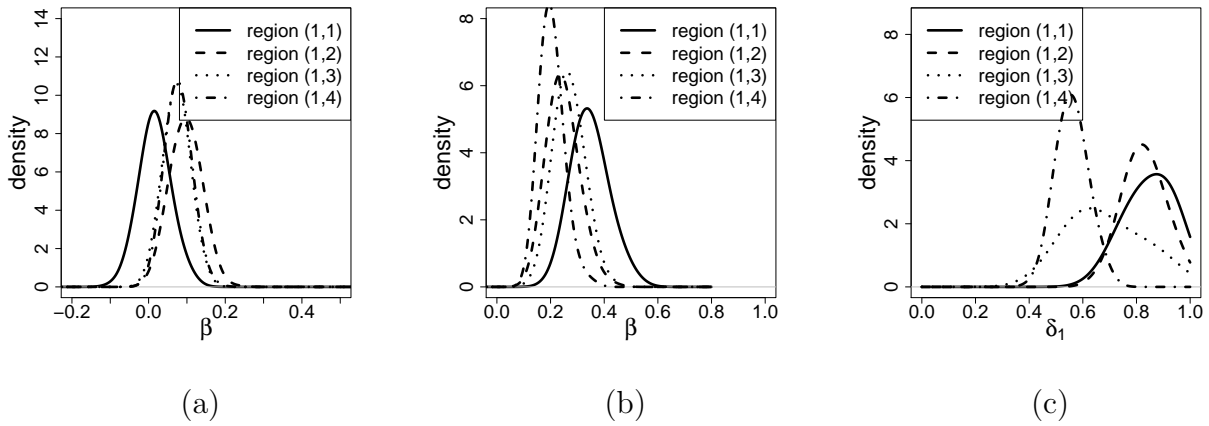 density
0 2 4 6 8 10 12 14
region (1,1)
region (1,2)
region (1,3)
region (1,4)
−0.2 0.0 0.2 0.4
β
density
0 2 4 6 8
region (1,1)
region (1,2)
region (1,3)
region (1,4)
0.0 0.2 0.4 0.6 0.8 1.0
β
density
0 2 4 6 8
region (1,1)
region (1,2)
region (1,3)
region (1,4)
0.0 0.2 0.4 0.6 0.8 1.0
δ1
(a) (b) (c)